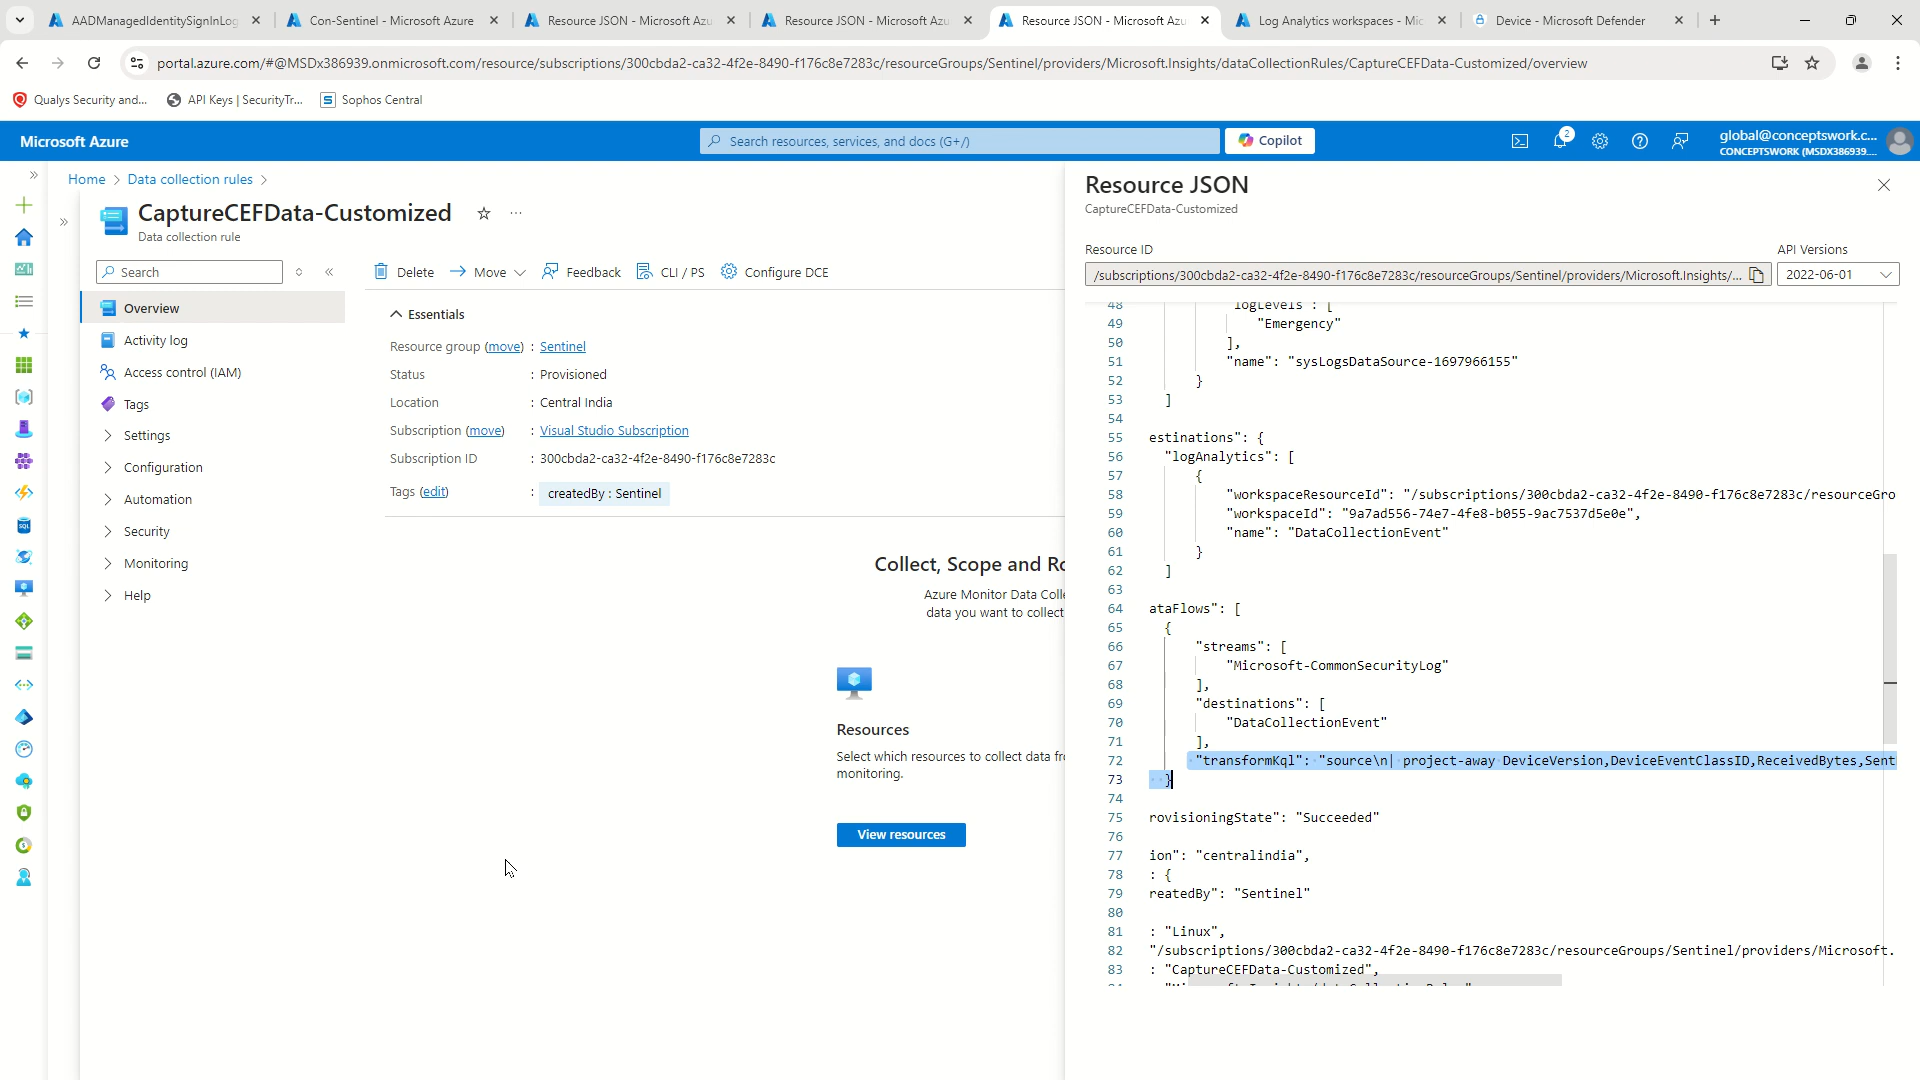 AADManagedIdentitySignInLog
Con-Sentinel - Microsoft Azure
Resource JSON - Microsoft Azu
Resource JSON - Microsoft Azu
Resource JSON - Microsoft Azu
Log Analytics workspaces - Mic
Device - Microsoft Defender
portal.azure.com/#@MSDx386939.onmicrosoft.com/resource/subscriptions/300cbda2-ca32-4f2e-8490-f176c8e7283c/resourceGroups/Sentinel/providers/Microsoft.Insights/dataCollectionRules/CaptureCEFData-Customized/overview
Qualys Security and...
API Keys | SecurityTr...
Sophos Central
Microsoft Azure
Search resources, services, and docs (G+/)
Copilot
2
global@conceptswork.c...
CONCEPTSWORK (MSDX386939....
Home > Data collection rules >
CaptureCEFData-Customized
Data collection rule
Search
Overview
Activity log
Access control (IAM)
Tags
Settings
Configuration
Automation
Security
Monitoring
Help
Delete
Move
Feedback
CLI / PS
Configure DCE
Essentials
Resource group (move) : Sentinel
Status : Provisioned
Location : Central India
Subscription (move) : Visual Studio Subscription
Subscription ID : 300cbda2-ca32-4f2e-8490-f176c8e7283c
Tags (edit) : createdBy : Sentinel
Collect, Scope and Ro
Azure Monitor Data Colle
data you want to collect
Resources
Select which resources to collect data fro
monitoring.
View resources
Resource JSON
CaptureCEFData-Customized
Resource ID
/subscriptions/300cbda2-ca32-4f2e-8490-f176c8e7283c/resourceGroups/Sentinel/providers/Microsoft.Insights/...
API Versions
2022-06-01
48 logLevels": [
49 "Emergency"
50 ],
51 "name": "sysLogsDataSource-1697966155"
52 }
53 ]
54
55 estinations": {
56 "logAnalytics": [
57 {
58 "workspaceResourceId": "/subscriptions/300cbda2-ca32-4f2e-8490-f176c8e7283c/resourceGro
59 "workspaceId": "9a7ad556-74e7-4fe8-b055-9ac7537d5e0e",
60 "name": "DataCollectionEvent"
61 }
62 ]
63
64 ataFlows": [
65 {
66 "streams": [
67 "Microsoft-CommonSecurityLog"
68 ],
69 "destinations": [
70 "DataCollectionEvent"
71 ],
72 "transformKql": "source\n| project-away DeviceVersion,DeviceEventClassID,ReceivedBytes,Sent
73 }
74
75 rovisioningState": "Succeeded"
76
77 ion": "centralindia",
78 : {
79 reatedBy": "Sentinel"
80
81 : "Linux",
82 "/subscriptions/300cbda2-ca32-4f2e-8490-f176c8e7283c/resourceGroups/Sentinel/providers/Microsoft.
83 : "CaptureCEFData-Customized",